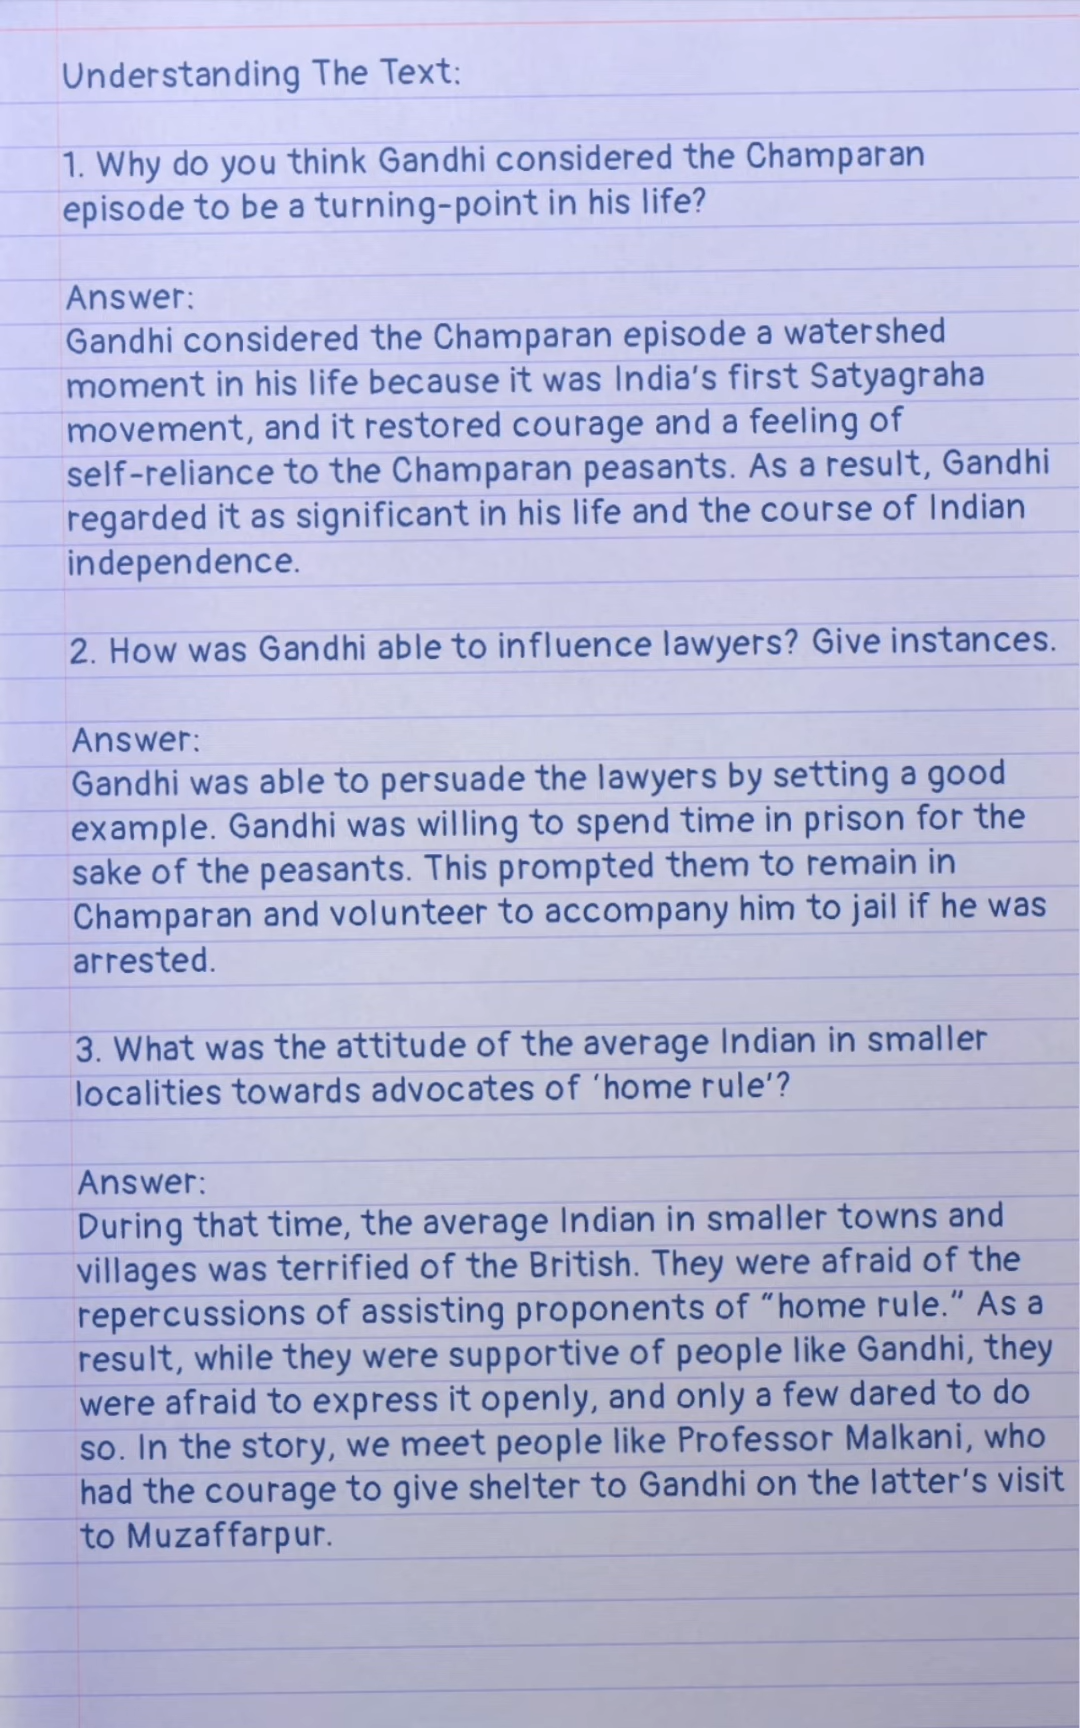 Understanding The Text:
1. Why do you think Gandhi considered the Champaran
episode to be a turning-point in his life?
Answer:
Gandhi considered the Champaran episode a watershed
moment in his life because it was India's first Satyagraha
movement, and it restored courage and a feeling of
self-reliance to the Champaran peasants. As a result, Gandhi
regarded it as significant in his life and the course of Indian
independence.
2. How was Gandhi able to influence lawyers? Give instances.
Answer:
Gandhi was able to persuade the lawyers by setting a good
example. Gandhi was willing to spend time in prison for the
sake of the peasants. This prompted them to remain in
Champaran and volunteer to accompany him to jail if he was
arrested.
3. What was the attitude of the average Indian in smaller
localities towards advocates of ‘home rule’?
Answer:
During that time, the average Indian in smaller towns and
villages was terrified of the British. They were afraid of the
repercussions of assisting proponents of “home rule.” As a
result, while they were supportive of people like Gandhi, they
were afraid to express it openly, and only a few dared to do
so. In the story, we meet people like Professor Malkani, who
had the courage to give shelter to Gandhi on the latter's visit
to Muzaffarpur.